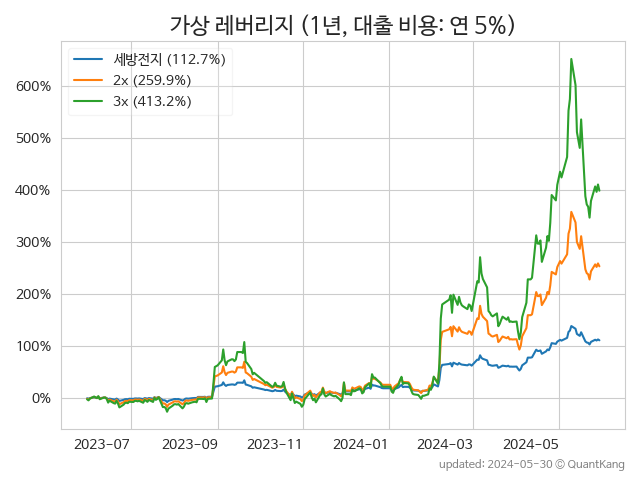 가상 레버리지 (1년, 대출 비용: 연 5%)
세방전지 (112.7%)
2x (259.9%)
3x (413.2%)
600%
500%
400%
300%
200%
100%
0%
2023-07 2023-09 2023-11 2024-01 2024-03 2024-05
updated: 2024-05-30 © QuantKang